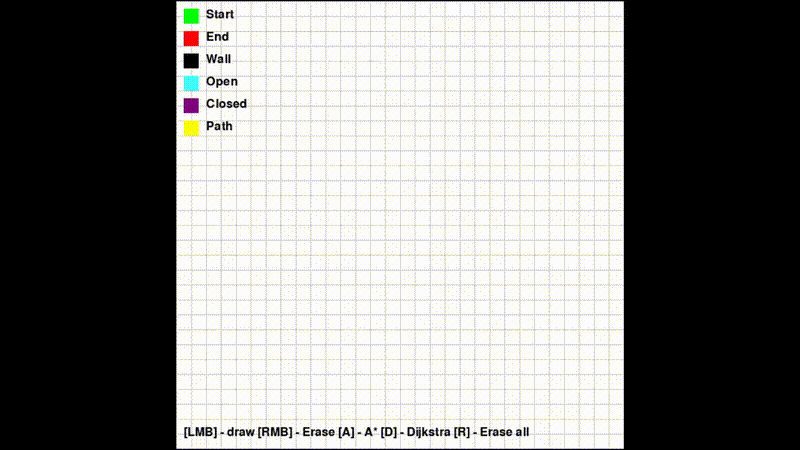 Start
End
Wall
Open
Closed
Path
[LMB] - draw [RMB] - Erase [A] - A* [D] - Dijkstra [R] - Erase all